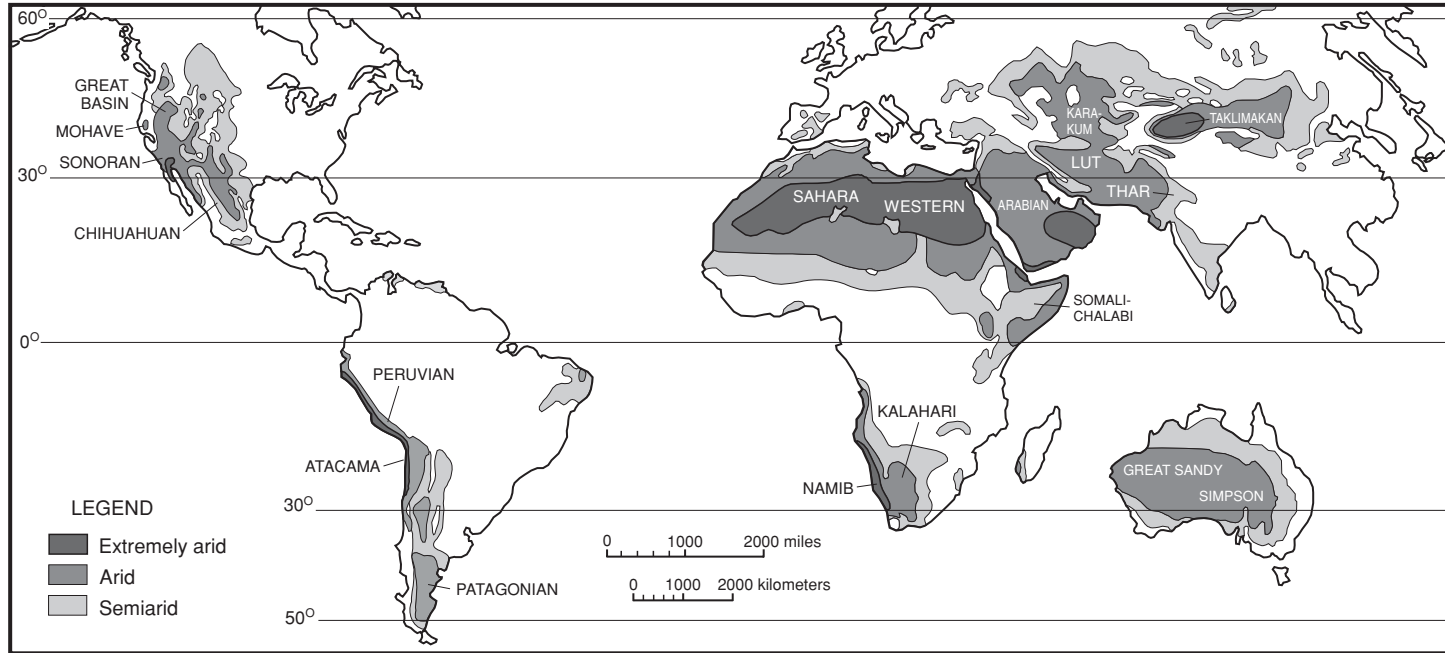 60°
GREAT
BASIN
MOHAVE
SONORAN
30°
CHIHUAHUAN
0°
PERUVIAN
ATACAMA
30°
PATAGONIAN
50°
LEGEND
Extremely arid
Arid
Semiarid
0 1000 2000 miles
0 1000 2000 kilometers
SAHARA
WESTERN
ARABIAN
KARA-
KUM
TAKLIMAKAN
LUT
THAR
SOMALI-
CHALABI
KALAHARI
NAMIB
GREAT SANDY
SIMPSON